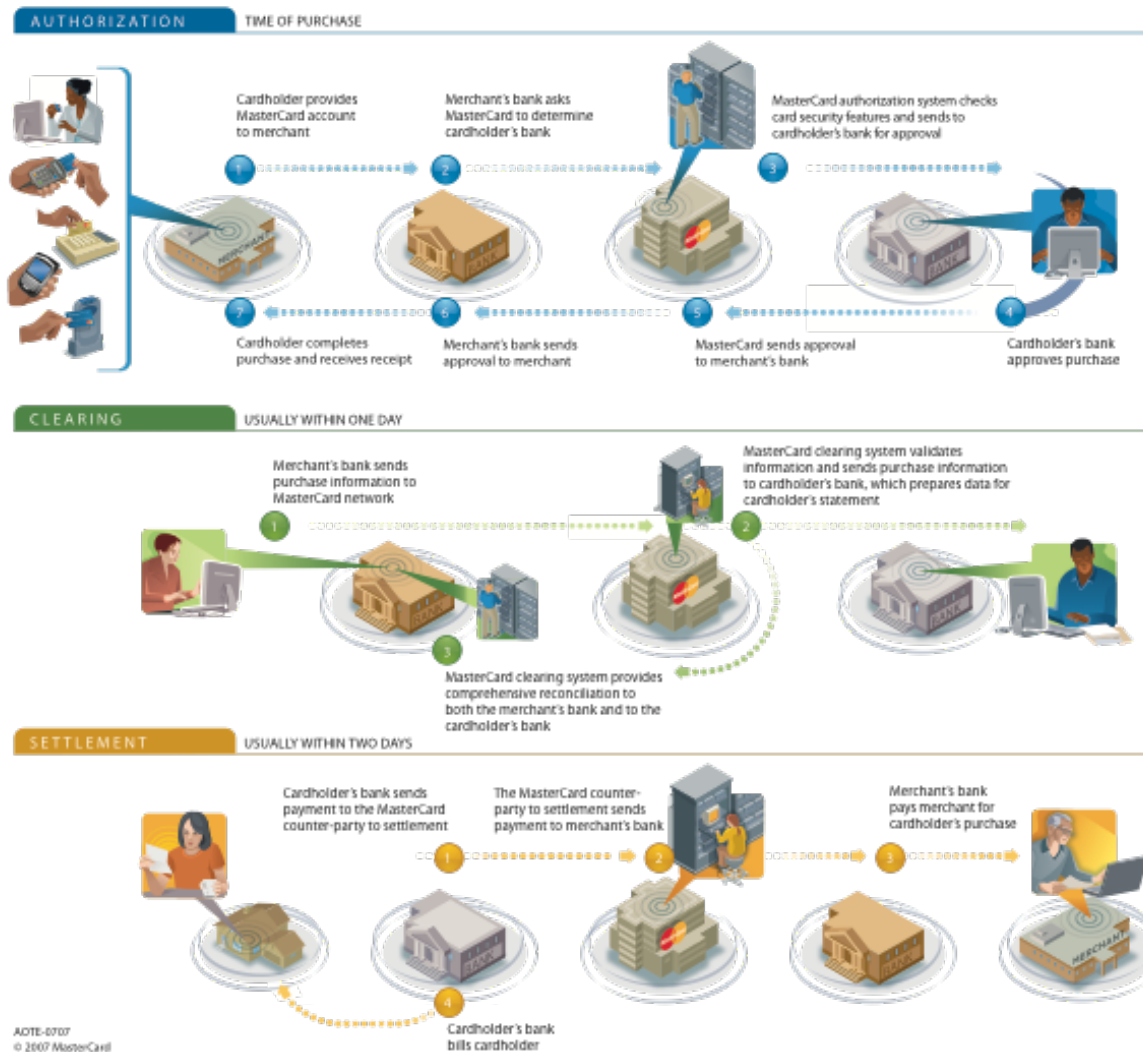 AUTHORIZATION
TIME OF PURCHASE
Cardholder provides
MasterCard account
to merchant
Merchant's bank asks
MasterCard to determine
cardholder's bank
MasterCard authorization system checks
card security features and sends to
cardholder's bank for approval
1
2
3
MERCHANT
BANK
BANK
7
6
5
4
Cardholder completes
purchase and receives receipt
Merchant's bank sends
approval to merchant
MasterCard sends approval
to merchant's bank
Cardholder's bank
approves purchase
CLEARING
USUALLY WITHIN ONE DAY
Merchant's bank sends
purchase information to
MasterCard network
MasterCard clearing system validates
information and sends purchase information
to cardholder's bank, which prepares data for
cardholder's statement
1
2
BANK
BANK
3
MasterCard clearing system provides
comprehensive reconciliation to
both the merchant's bank and to the
cardholder's bank
SETTLEMENT
USUALLY WITHIN TWO DAYS
Cardholder's bank sends
payment to the MasterCard
counter-party to settlement
The MasterCard counter-
party to settlement sends
payment to merchant's bank
Merchant's bank
pays merchant for
cardholder's purchase
1
2
3
BANK
BANK
MERCHANT
4
Cardholder's bank
bills cardholder
AOTE-0707
© 2007 MasterCard